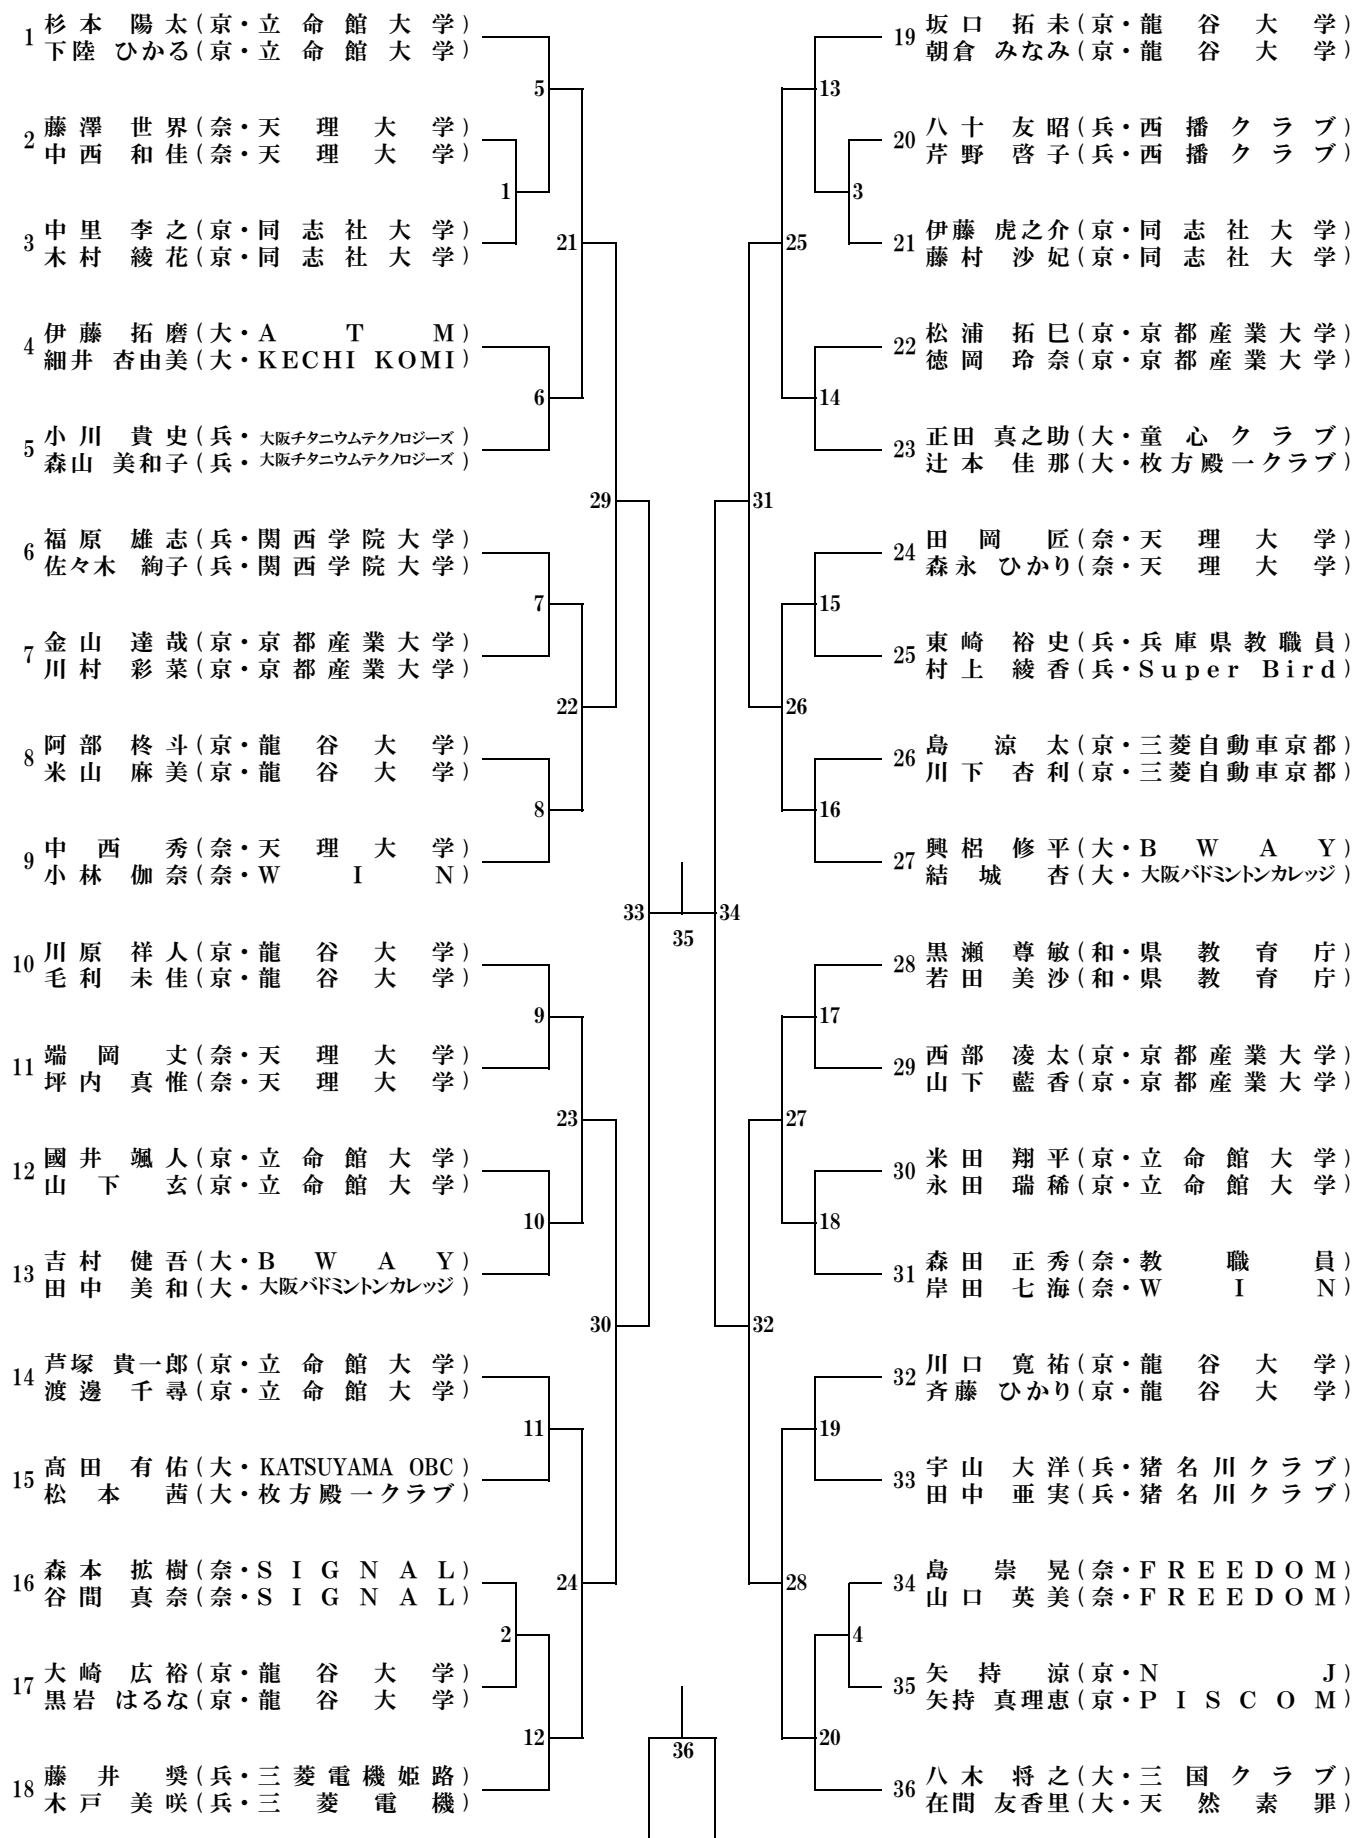 1 杉本 陽太(京・立命館大学)
下陸 ひかる(京・立命館大学)
2 藤澤 世界(奈・天理大学)
中西 和佳(奈・天理大学)
3 中里 李之(京・同志社大学)
木村 綾花(京・同志社大学)
4 伊藤 拓磨(大・ATM)
細井 杏由美(大・KECHI KOMI)
5 小川 貴史(兵・大阪チタニウムテクノロジーズ)
森山 美和子(兵・大阪チタニウムテクノロジーズ)
6 福原 雄志(兵・関西学院大学)
佐々木 絢子(兵・関西学院大学)
7 金山 達哉(京・京都産業大学)
川村 彩菜(京・京都産業大学)
8 阿部 柊斗(京・龍谷大学)
米山 麻美(京・龍谷大学)
9 中西 秀(奈・天理大学)
小林 伽奈(奈・WIN)
10 川原 祥人(京・龍谷大学)
毛利 未佳(京・龍谷大学)
11 端岡 丈(奈・天理大学)
坪内 真惟(奈・天理大学)
12 國井 颯人(京・立命館大学)
山下 玄(京・立命館大学)
13 吉村 健吾(大・BWAY)
田中 美和(大・大阪バドミントンカレッジ)
14 芦塚 貴一郎(京・立命館大学)
渡邊 千尋(京・立命館大学)
15 髙田 有佑(大・KATSUYAMA OBC)
松本 茜(大・枚方殿一クラブ)
16 森本 拡樹(奈・SIGNAL)
谷間 真奈(奈・SIGNAL)
17 大崎 広裕(京・龍谷大学)
黒岩 はるな(京・龍谷大学)
18 藤井 奨(兵・三菱電機姫路)
木戸 美咲(兵・三菱電機)
5
1
21
6
29
7
22
8
33
9
23
10
30
11
24
2
12
35
36
34
13
3
25
14
31
15
26
16
17
27
18
32
19
28
4
20
19 坂口 拓未(京・龍谷大学)
朝倉 みなみ(京・龍谷大学)
20 八十 友昭(兵・西播クラブ)
芹野 啓子(兵・西播クラブ)
21 伊藤 虎之介(京・同志社大学)
藤村 沙妃(京・同志社大学)
22 松浦 拓巳(京・京都産業大学)
徳岡 玲奈(京・京都産業大学)
23 正田 真之助(大・童心クラブ)
辻本 佳那(大・枚方殿一クラブ)
24 田岡 匠(奈・天理大学)
森永 ひかり(奈・天理大学)
25 東崎 裕史(兵・兵庫県教職員)
村上 綾香(兵・Super Bird)
26 島 涼太(京・三菱自動車京都)
川下 杏利(京・三菱自動車京都)
27 興梠 修平(大・BWAY)
結城 杏(大・大阪バドミントンカレッジ)
28 黒瀬 尊敏(和・県教育庁)
若田 美沙(和・県教育庁)
29 西部 凌太(京・京都産業大学)
山下 藍香(京・京都産業大学)
30 米田 翔平(京・立命館大学)
永田 瑞稀(京・立命館大学)
31 森田 正秀(奈・教職員)
岸田 七海(奈・WIN)
32 川口 寛祐(京・龍谷大学)
斉藤 ひかり(京・龍谷大学)
33 宇山 大洋(兵・猪名川クラブ)
田中 亜実(兵・猪名川クラブ)
34 島 崇晃(奈・FREEDOM)
山口 英美(奈・FREEDOM)
35 矢持 涼(京・NJ)
矢持 真理恵(京・PISCOM)
36 八木 将之(大・三国クラブ)
在間 友香里(大・天然素罪)